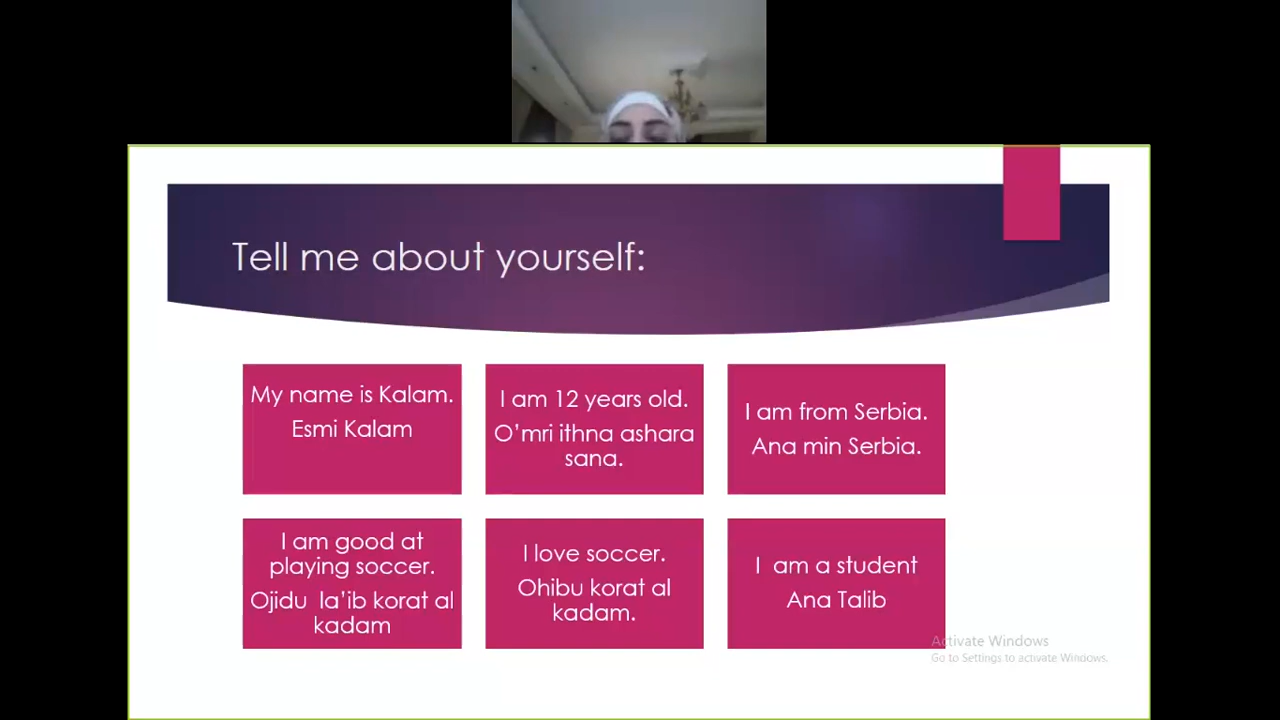 Tell me about yourself:
My name is Kalam.
Esmi Kalam
I am 12 years old.
O’mri ithna ashara
sana.
I am from Serbia.
Ana min Serbia.
I am good at
playing soccer.
Ojidu la’ib korat al
kadam
I love soccer.
Ohibu korat al
kadam.
I am a student
Ana Talib
Activate Windows
Go to Settings to activate Windows.